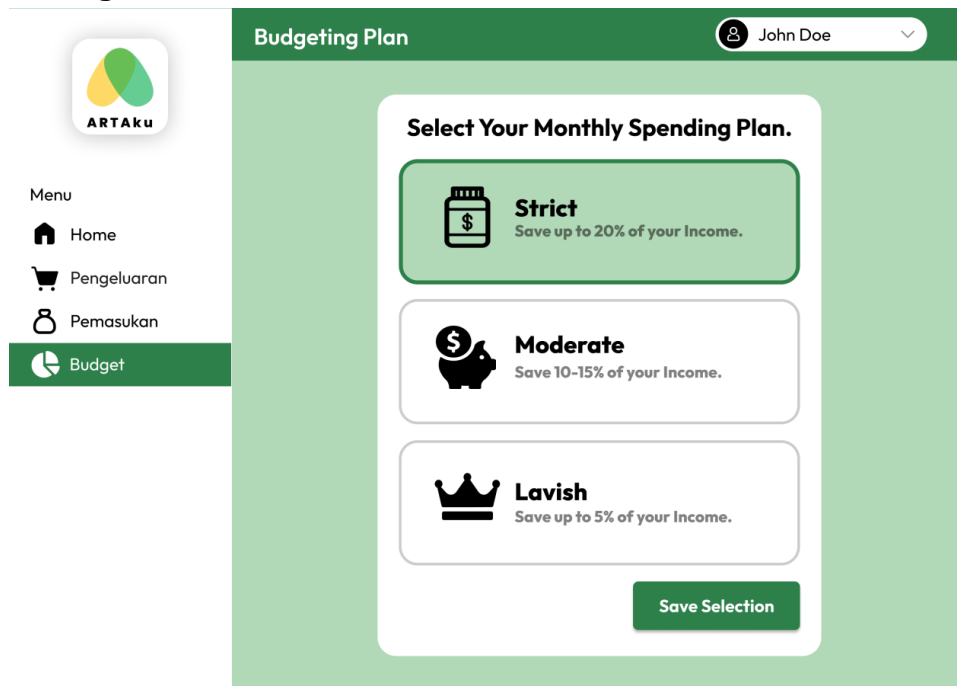 ARTAku
Menu
Home
Pengeluaran
Pemasukan
Budget
Budgeting Plan
John Doe
Select Your Monthly Spending Plan.
$
Strict
Save up to 20% of your Income.
$
Moderate
Save 10-15% of your Income.
Lavish
Save up to 5% of your Income.
Save Selection